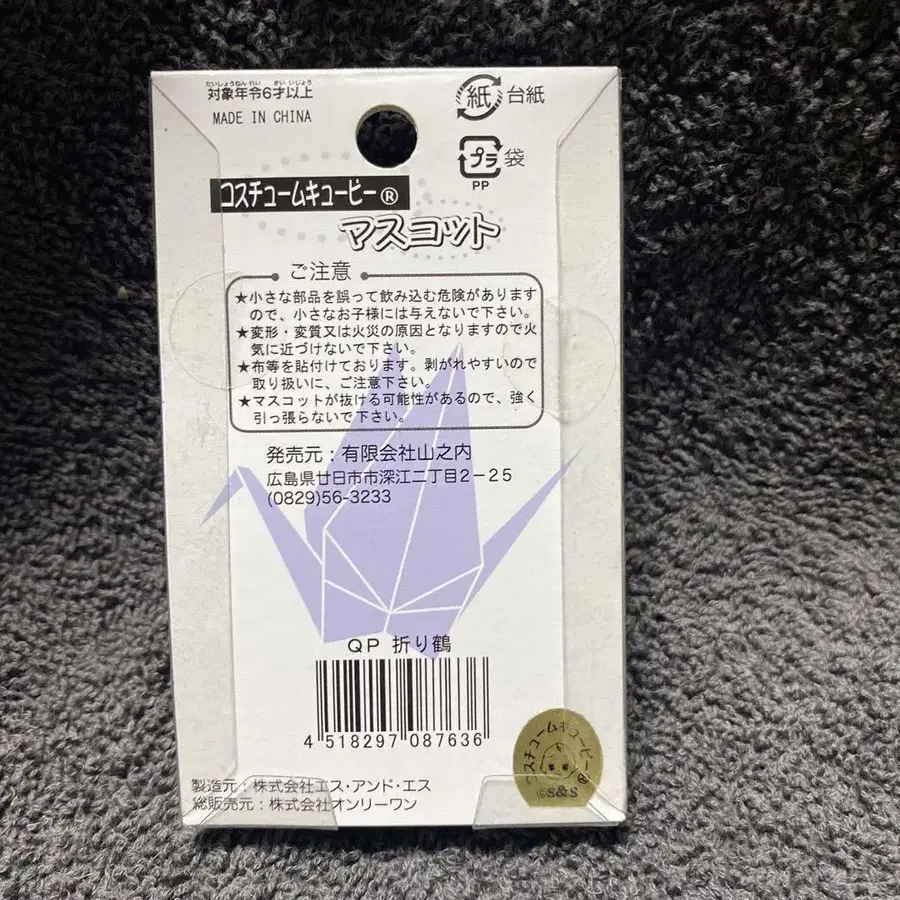 たいしょうねんれい さい いじょう
対象年令6才以上
MADE IN CHINA
紙 台紙
プラ 袋
PP
コスチュームキューピー®
マスコット
ご注意
★小さな部品を誤って飲み込む危険があります
ので、小さなお子様には与えないで下さい。
★変形・変質又は火災の原因となりますので火
気に近づけないで下さい。
★布等を貼付けております。剥がれやすいので
取り扱いに、ご注意下さい。
★マスコットが抜ける可能性があるので、強く
引っ張らないで下さい。
発売元：有限会社山之内
広島県廿日市市深江二丁目2－25
(0829)56-3233
QP 折り鶴
4 518297 087636
コスチュームキューピー®
©S&S
製造元：株式会社エス・アンド・エス
総販売元：株式会社オンリーワン